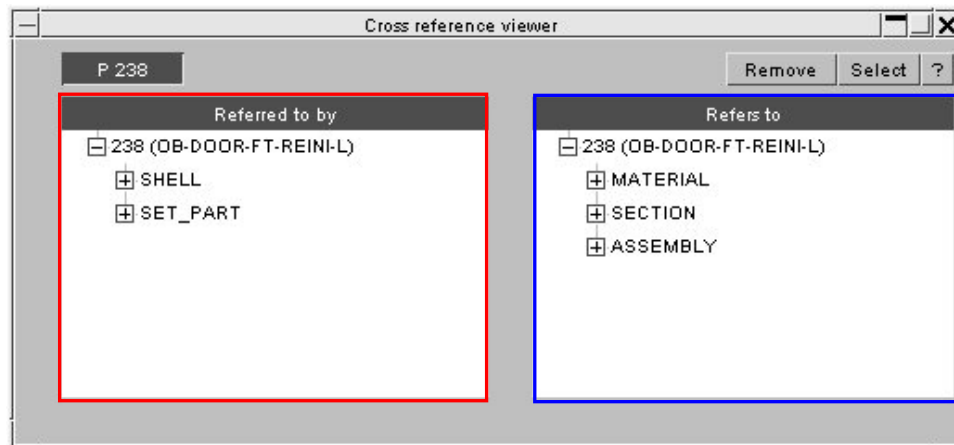 Cross reference viewer
P 238
Remove
Select
?
Referred to by
238 (OB-DOOR-FT-REINI-L)
SHELL
SET_PART
Refers to
238 (OB-DOOR-FT-REINI-L)
MATERIAL
SECTION
ASSEMBLY